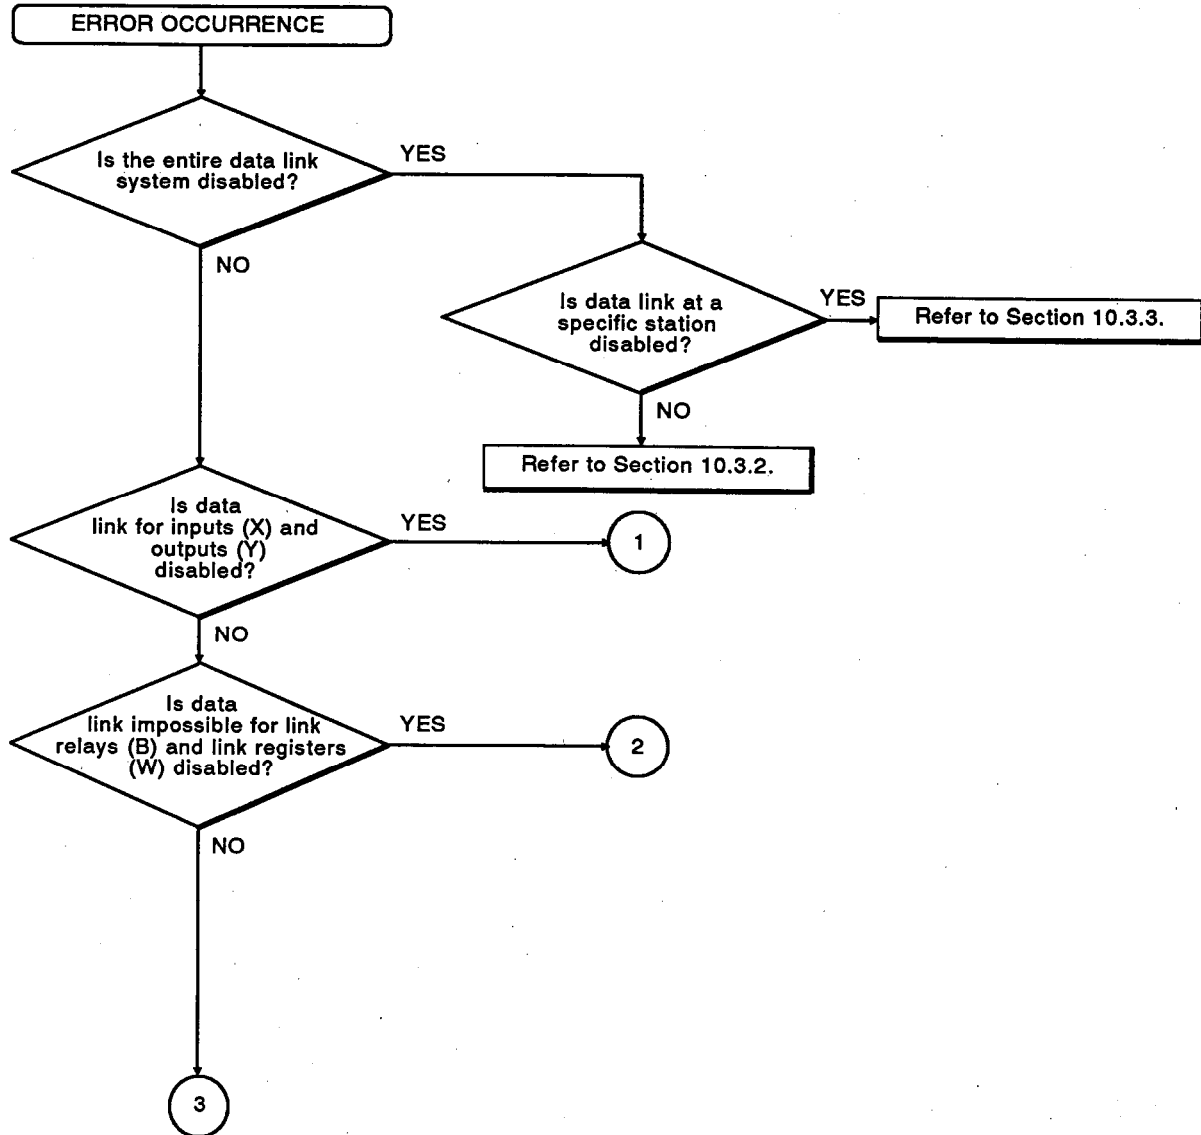 ERROR OCCURRENCE
Is the entire data link
system disabled?
YES
NO
Is data link at a
specific station
disabled?
YES
Refer to Section 10.3.3.
NO
Refer to Section 10.3.2.
Is data
link for inputs (X) and
outputs (Y)
disabled?
YES
1
NO
Is data
link impossible for link
relays (B) and link registers
(W) disabled?
YES
2
NO
3